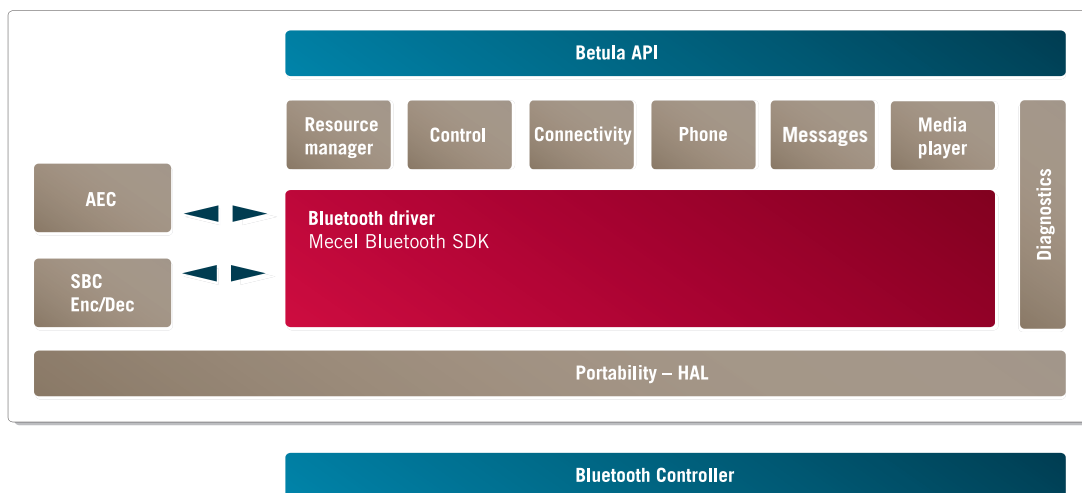 Betula API
Resource
manager
Control
Connectivity
Phone
Messages
Media
player
Diagnostics
AEC
Bluetooth driver
Mecel Bluetooth SDK
SBC
Enc/Dec
Portability – HAL
Bluetooth Controller